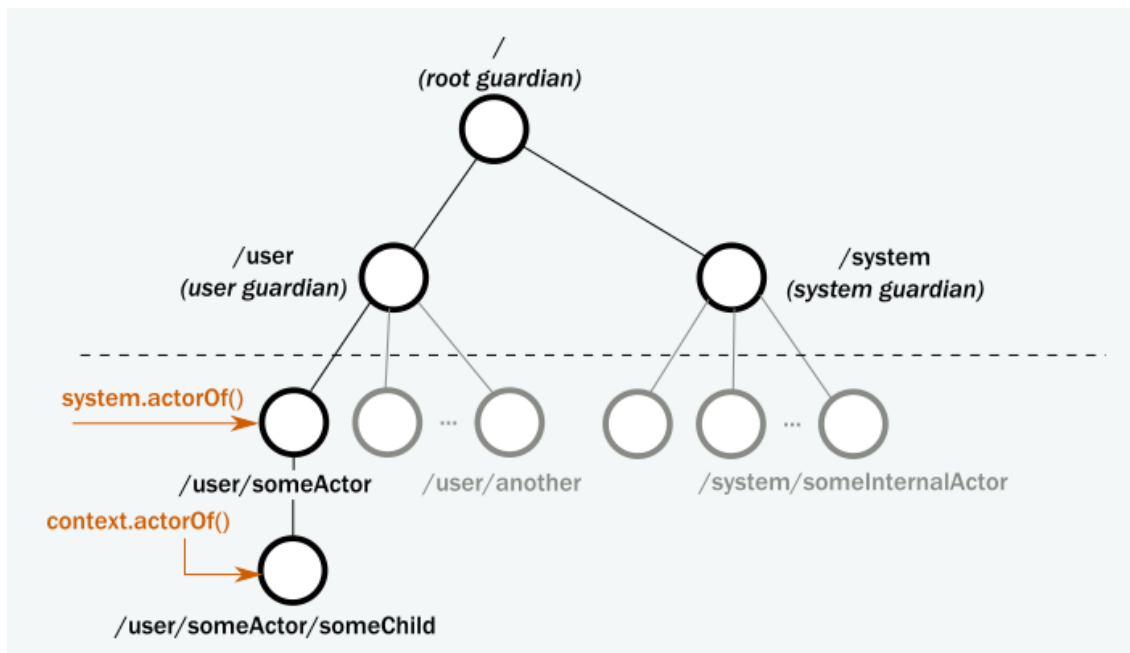 /
(root guardian)
/user
(user guardian)
/system
(system guardian)
system.actorOf()
...
...
/user/someActor
/user/another
/system/someInternalActor
context.actorOf()
/user/someActor/someChild